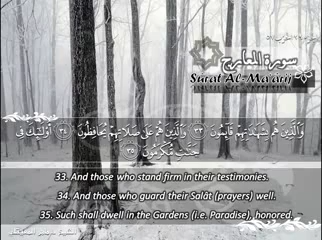 سورة المعارج
Surat Al-Ma'arij
وَالَّذِينَ هُمْ بِشَهَادَاتِهِمْ قَائِمُونَ ٣٣ وَالَّذِينَ هُمْ عَلَىٰ صَلَاتِهِمْ يُحَافِظُونَ ٣٤ أُولَٰئِكَ فِي
جَنَّاتٍ مُكْرَمُونَ ٣٥
33. And those who stand firm in their testimonies.
34. And those who guard their Salât (prayers) well.
35. Such shall dwell in the Gardens (i.e. Paradise), honored.